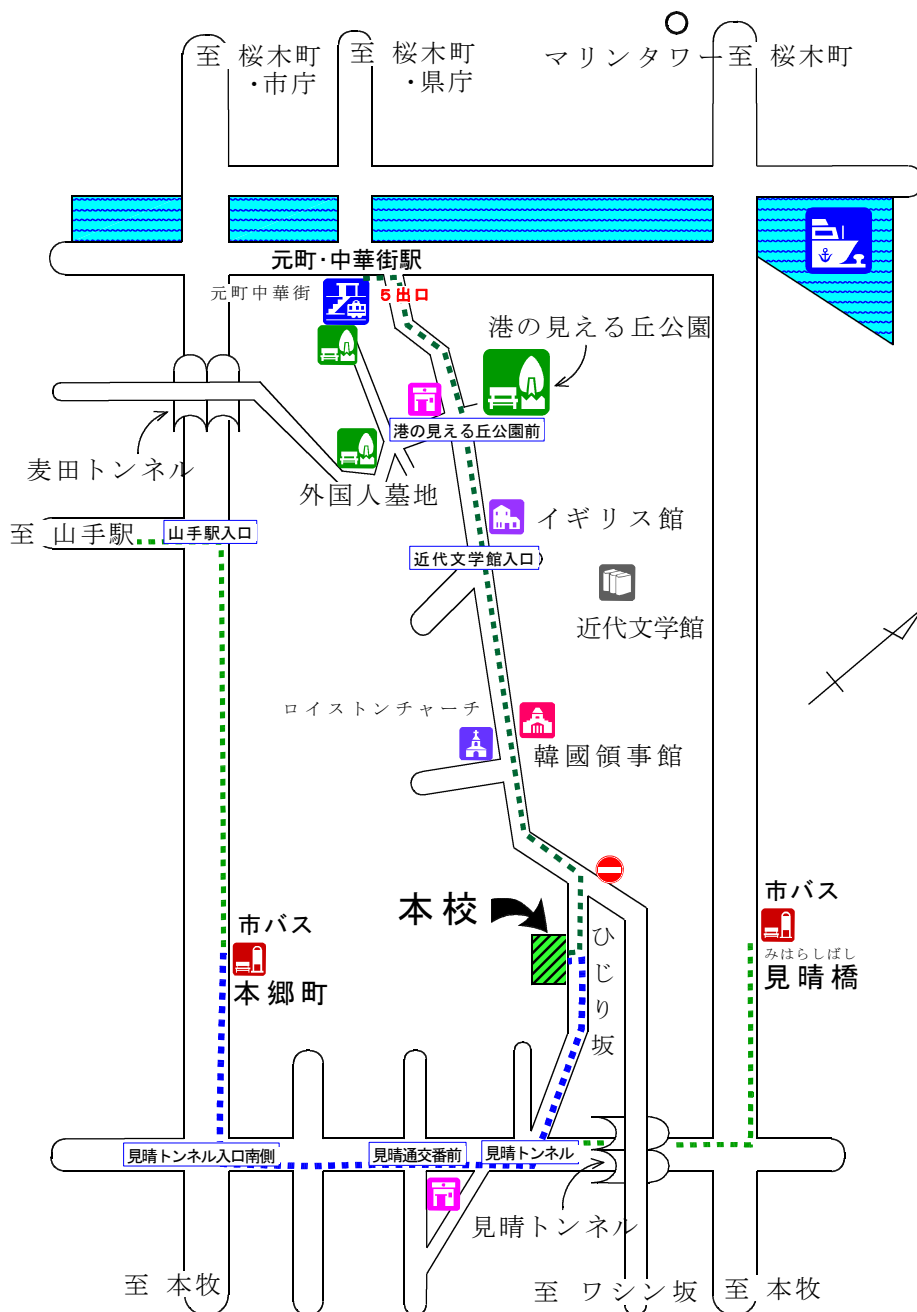 至 桜木町
・市庁
至 桜木町
・県庁
マリンタワー
至 桜木町
元町・中華街駅
元町中華街
5出口
港の見える丘公園
港の見える丘公園前
麦田トンネル
外国人墓地
イギリス館
至 山手駅
山手駅入口
近代文学館入口
近代文学館
ロイストンチャーチ
韓國領事館
本校
市バス
本郷町
ひじり坂
市バス
みはらしばし
見晴橋
見晴トンネル入口南側
見晴通交番前
見晴トンネル
見晴トンネル
至 本牧
至 ワシン坂
至 本牧